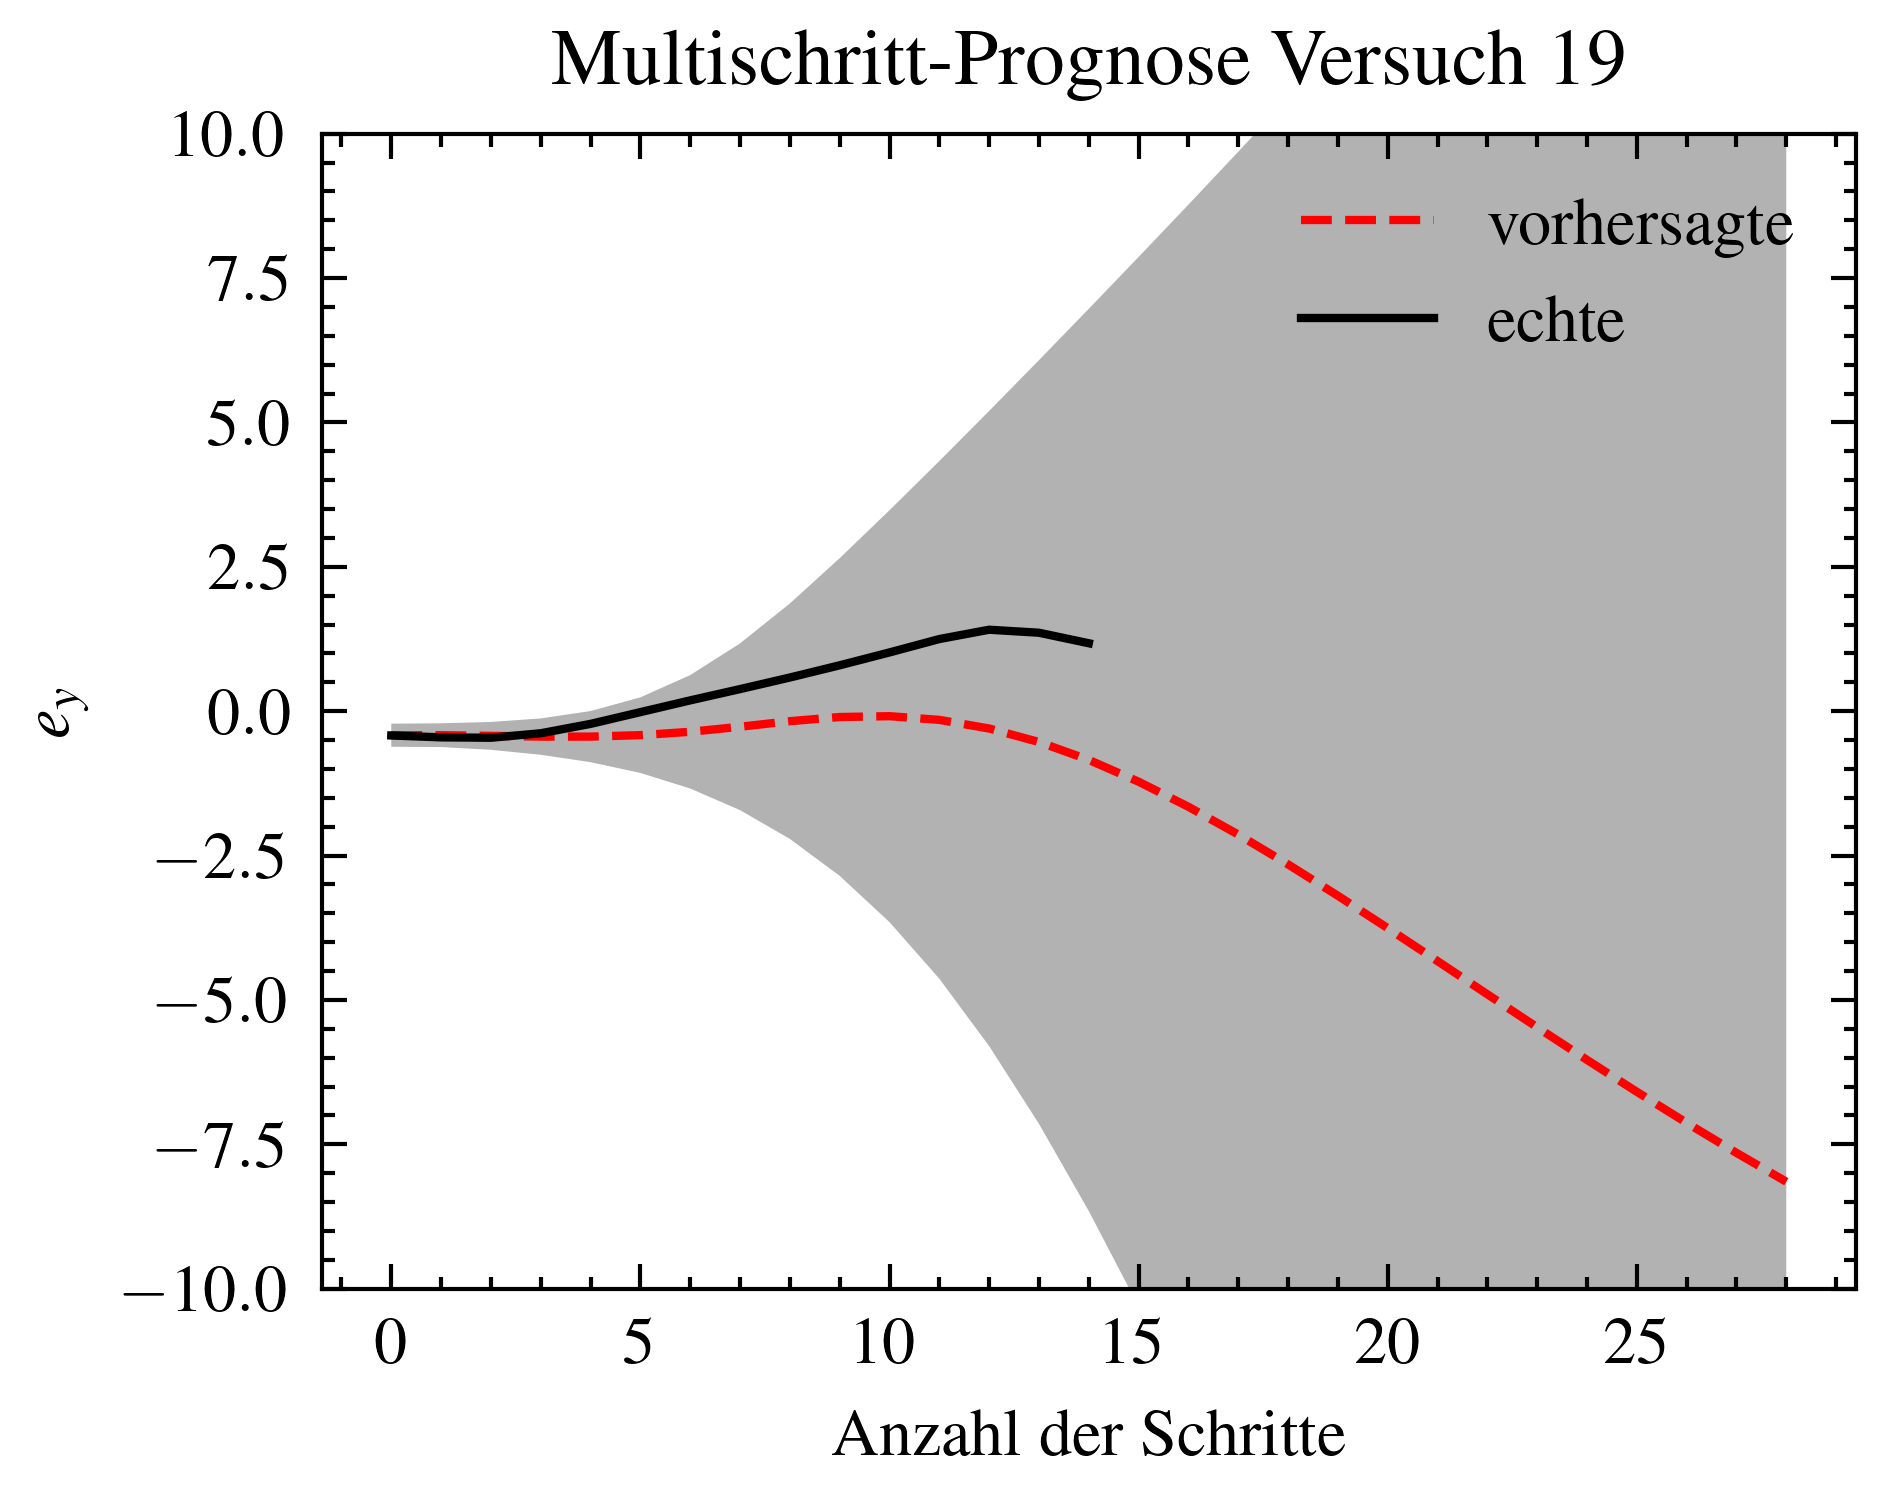 Multischritt-Prognose Versuch 19
10.0
7.5
5.0
2.5
0.0
−2.5
−5.0
−7.5
−10.0
e_y
vorhersagte
echte
0 5 10 15 20 25
Anzahl der Schritte